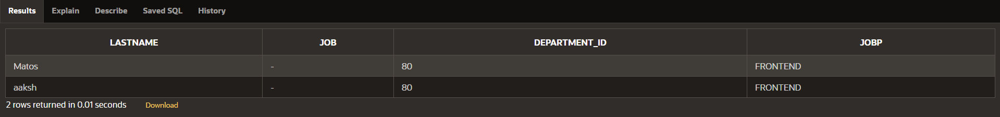 Results Explain Describe Saved SQL History
LASTNAME JOB DEPARTMENT_ID JOBP
Matos - 80 FRONTEND
aaksh - 80 FRONTEND
2 rows returned in 0.01 seconds Download